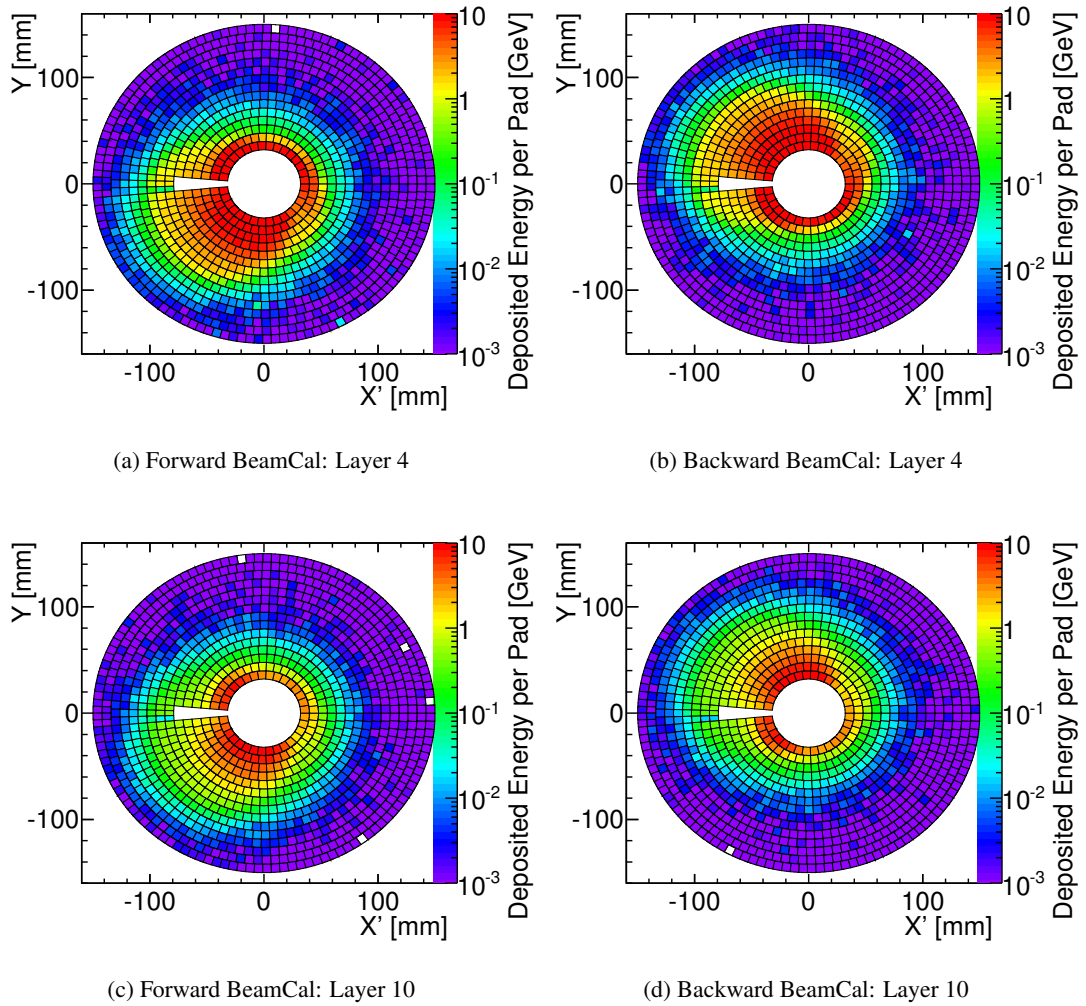 Y [mm]
100
0
-100
-100 0 100
X' [mm]
10
1
10-1
10-2
10-3
Deposited Energy per Pad [GeV]
(a) Forward BeamCal: Layer 4
Y [mm]
100
0
-100
-100 0 100
X' [mm]
10
1
10-1
10-2
10-3
Deposited Energy per Pad [GeV]
(b) Backward BeamCal: Layer 4
Y [mm]
100
0
-100
-100 0 100
X' [mm]
10
1
10-1
10-2
10-3
Deposited Energy per Pad [GeV]
(c) Forward BeamCal: Layer 10
Y [mm]
100
0
-100
-100 0 100
X' [mm]
10
1
10-1
10-2
10-3
Deposited Energy per Pad [GeV]
(d) Backward BeamCal: Layer 10